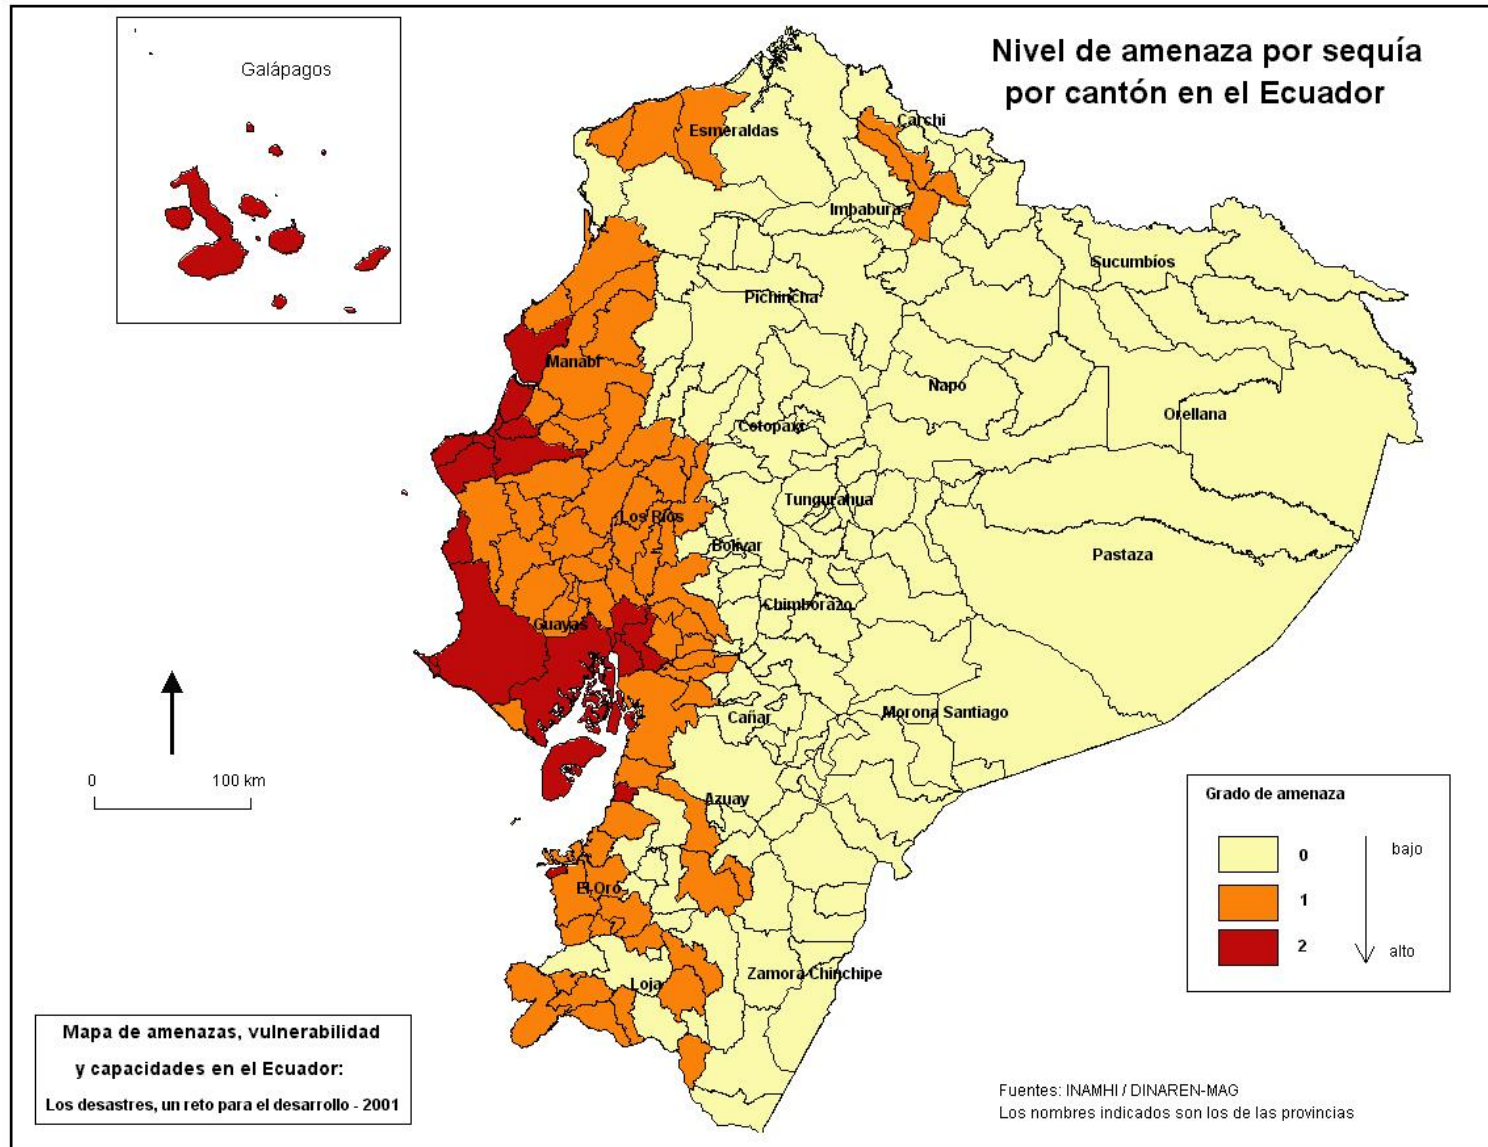 Nivel de amenaza por sequía
por cantón en el Ecuador
Galápagos
Esmeraldas
Carchi
Imbabura
Sucumbíos
Pichincha
Manabí
Napo
Orellana
Cotopaxi
Tungurahua
Los Ríos
Bolívar
Pastaza
Chimborazo
Guayas
Cañar
Morona Santiago
Azuay
El Oro
Loja
Zamora Chinchipe
0 100 km
Grado de amenaza
0 bajo
1
2 alto
Mapa de amenazas, vulnerabilidad
y capacidades en el Ecuador:
Los desastres, un reto para el desarrollo - 2001
Fuentes: INAMHI / DINAREN-MAG
Los nombres indicados son los de las provincias